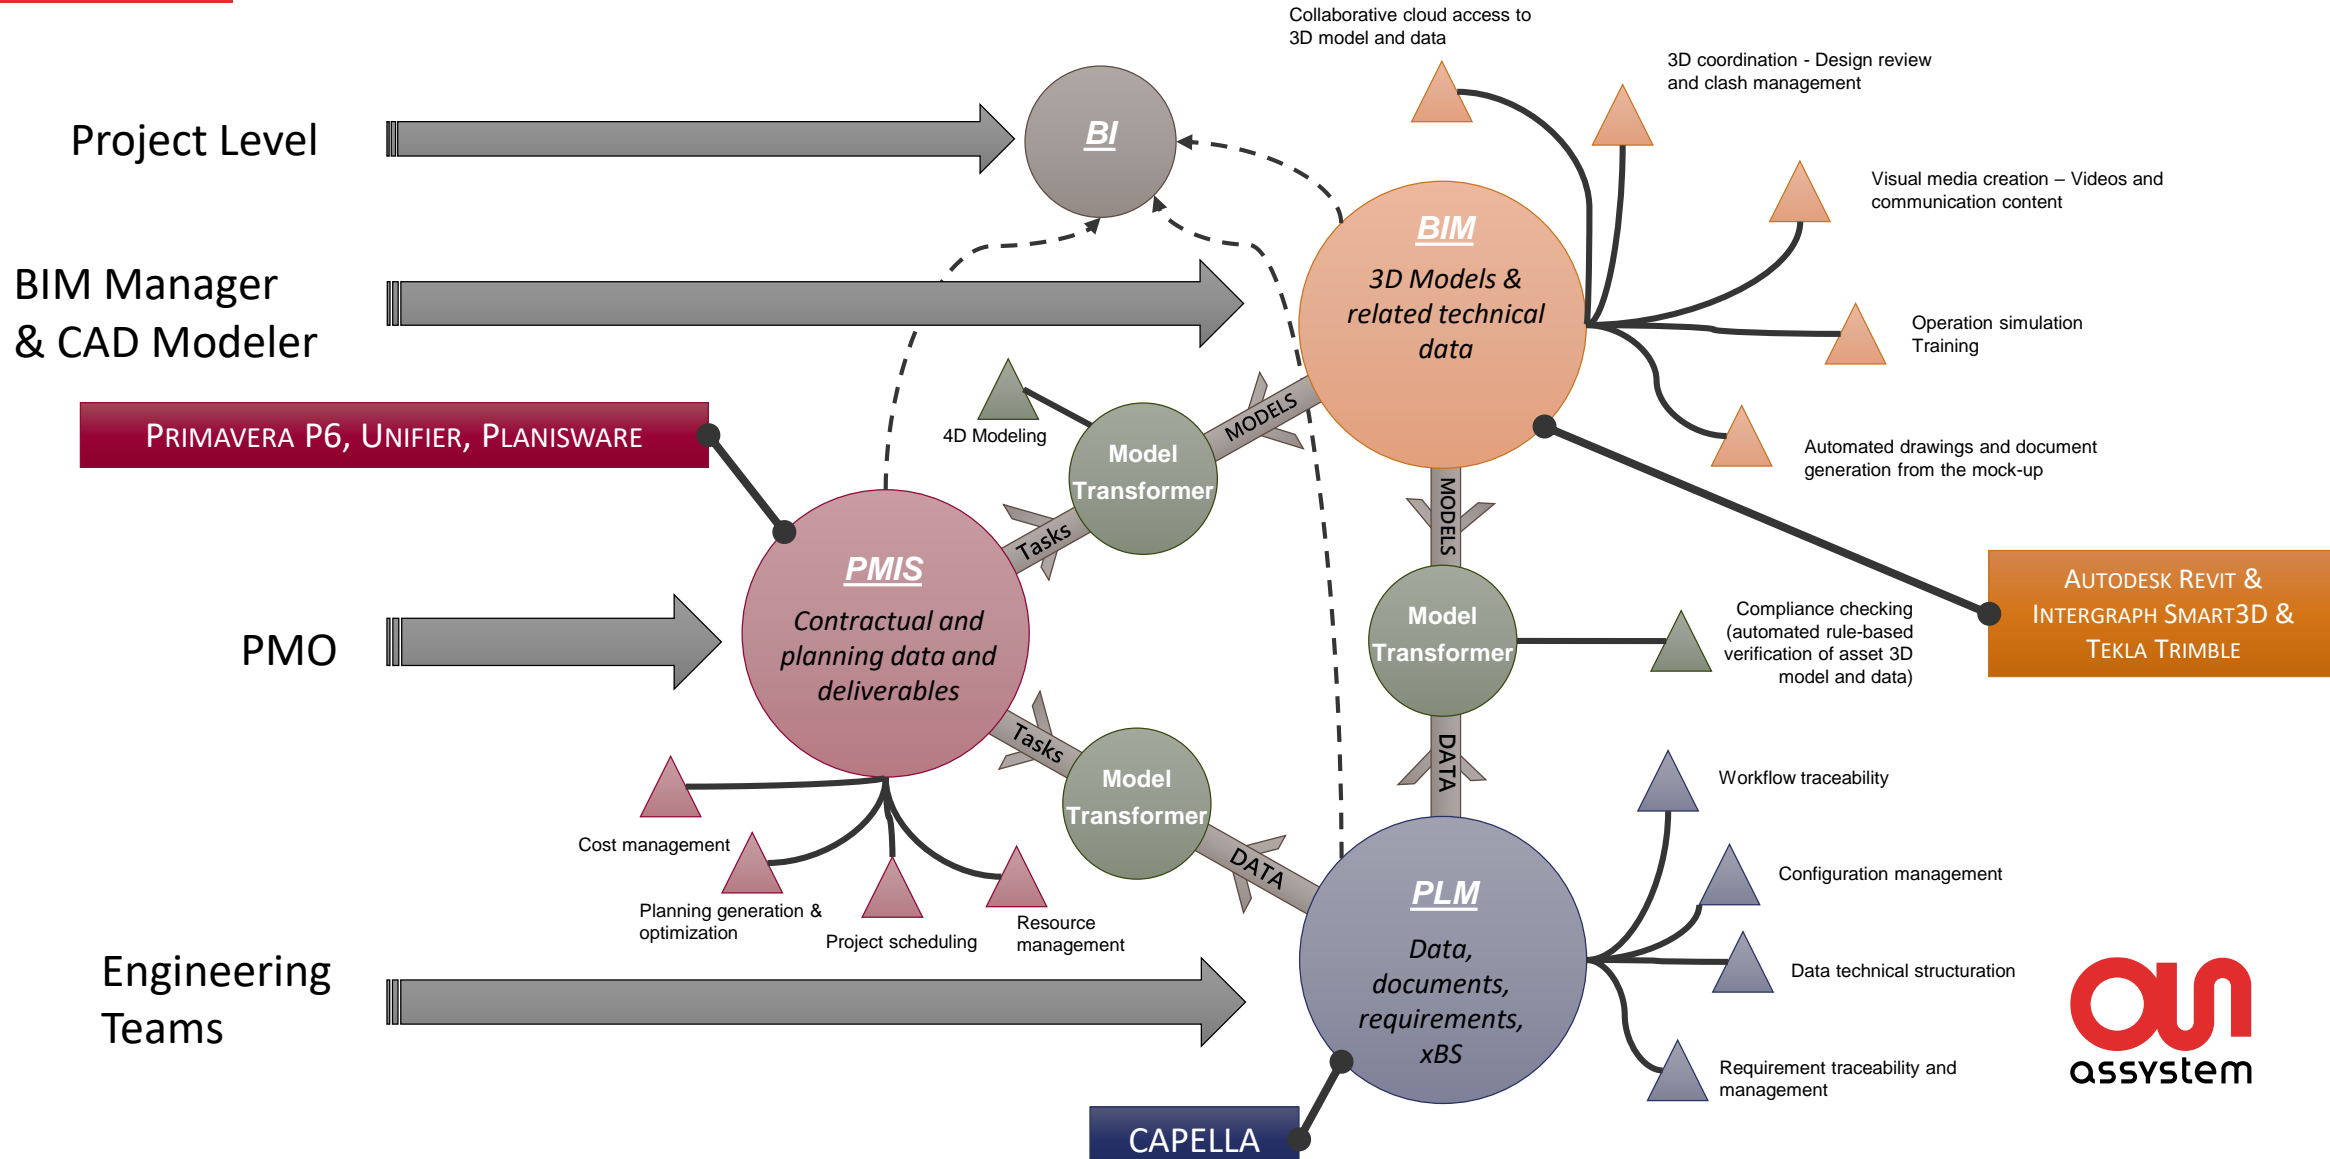 Collaborative cloud access to
3D model and data
3D coordination - Design review
and clash management
Project Level
BI
Visual media creation – Videos and
communication content
BIM
3D Models &
related technical
data
BIM Manager
& CAD Modeler
Operation simulation
Training
PRIMAVERA P6, UNIFIER, PLANISWARE
4D Modeling
Model
Transformer
MODELS
Automated drawings and document
generation from the mock-up
MODELS
Tasks
PMIS
Contractual and
planning data and
deliverables
PMO
Model
Transformer
Compliance checking
(automated rule-based
verification of asset 3D
model and data)
AUTODESK REVIT &
INTERGRAPH SMART3D &
TEKLA TRIMBLE
Tasks
DATA
Model
Transformer
DATA
Workflow traceability
Cost management
Planning generation &
optimization
Project scheduling
Resource
management
PLM
Data,
documents,
requirements,
xBS
Configuration management
Data technical structuration
Requirement traceability and
management
Engineering
Teams
assystem
CAPELLA